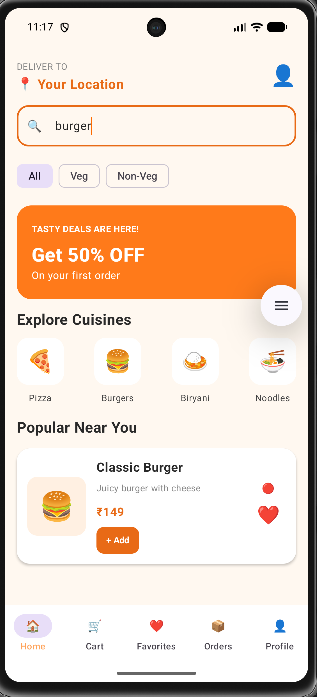 11:17
DELIVER TO
Your Location
burger
All
Veg
Non-Veg
TASTY DEALS ARE HERE!
Get 50% OFF
On your first order
Explore Cuisines
Pizza
Burgers
Biryani
Noodles
Popular Near You
Classic Burger
Juicy burger with cheese
₹149
+ Add
Home
Cart
Favorites
Orders
Profile